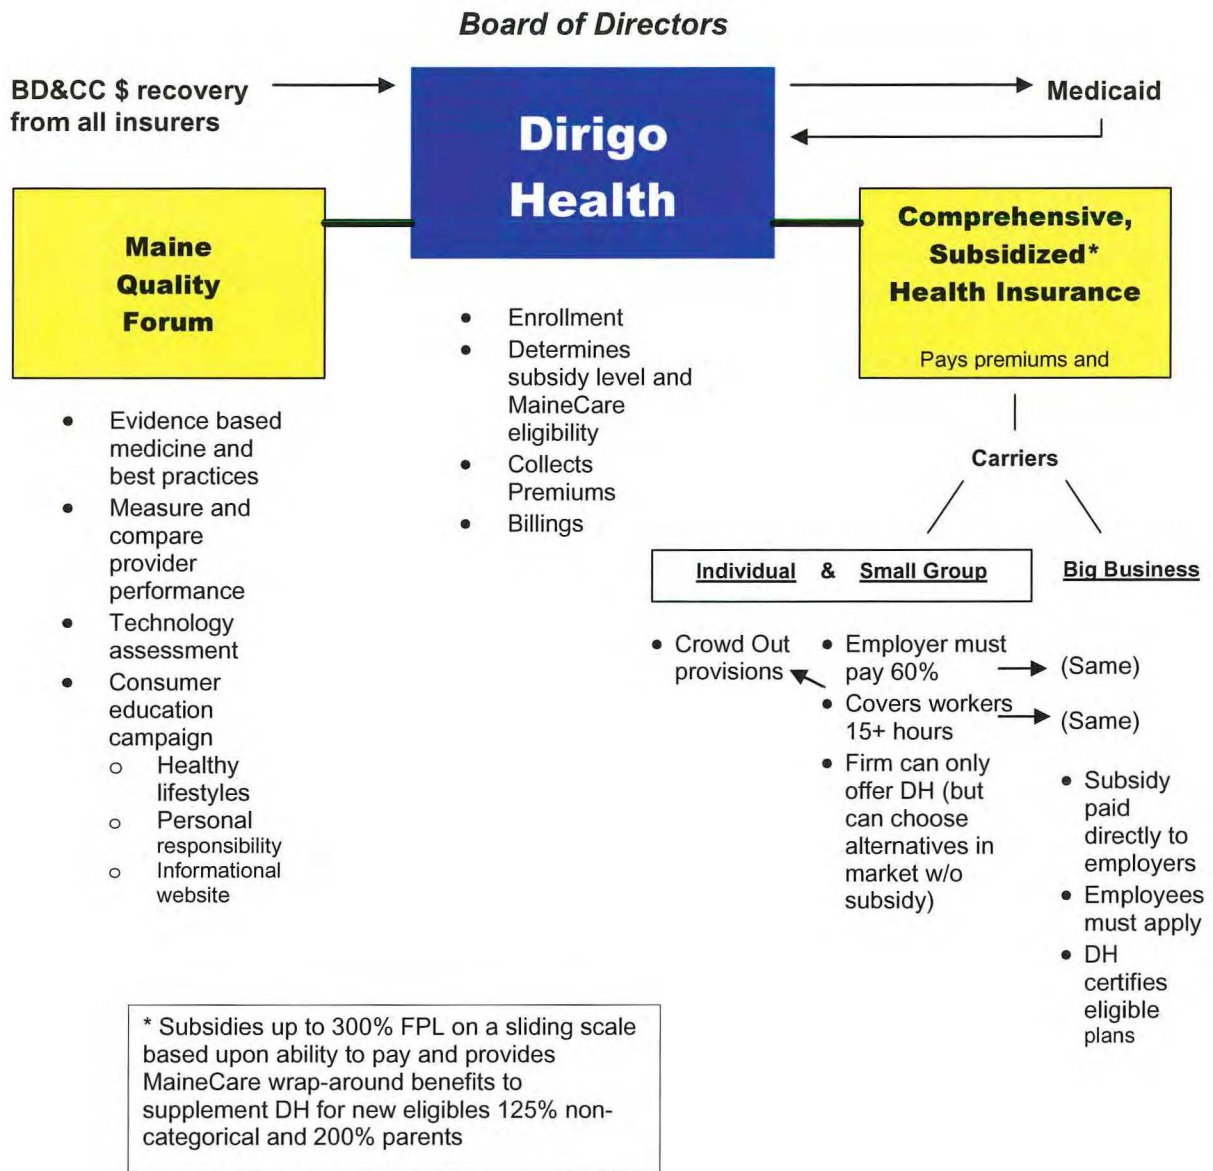 Board of Directors
BD&CC $ recovery
from all insurers
Dirigo
Health
Medicaid
Maine
Quality
Forum
Comprehensive,
Subsidized*
Health Insurance
Pays premiums and
• Evidence based
medicine and
best practices
• Measure and
compare
provider
performance
• Technology
assessment
• Consumer
education
campaign
o Healthy
lifestyles
o Personal
responsibility
o Informational
website
• Enrollment
• Determines
subsidy level and
MaineCare
eligibility
• Collects
Premiums
• Billings
Carriers
Individual & Small Group
Big Business
• Crowd Out
provisions
• Employer must
pay 60%
• Covers workers
15+ hours
• Firm can only
offer DH (but
can choose
alternatives in
market w/o
subsidy)
(Same)
(Same)
• Subsidy
paid
directly to
employers
• Employees
must apply
• DH
certifies
eligible
plans
* Subsidies up to 300% FPL on a sliding scale
based upon ability to pay and provides
MaineCare wrap-around benefits to
supplement DH for new eligibles 125% non-
categorical and 200% parents